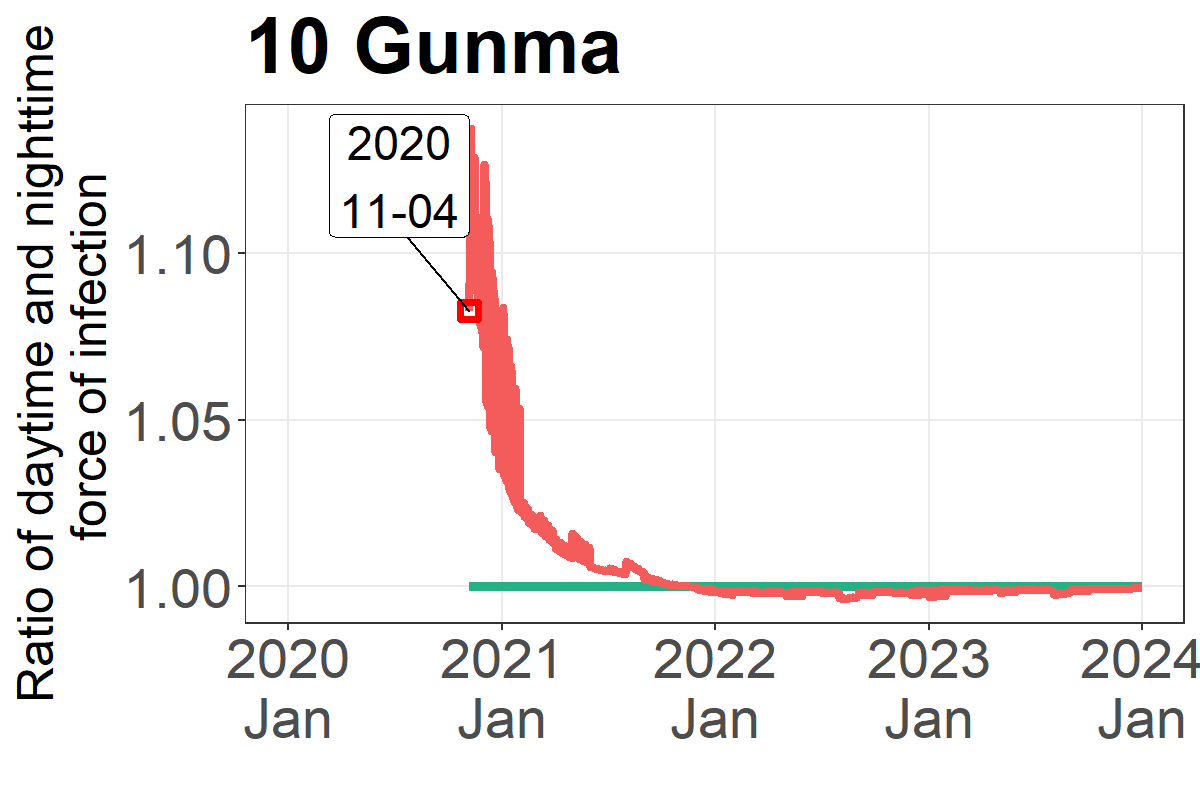 10 Gunma
Ratio of daytime and nighttime
force of infection
2020
11-04
1.10
1.05
1.00
2020
Jan
2021
Jan
2022
Jan
2023
Jan
2024
Jan